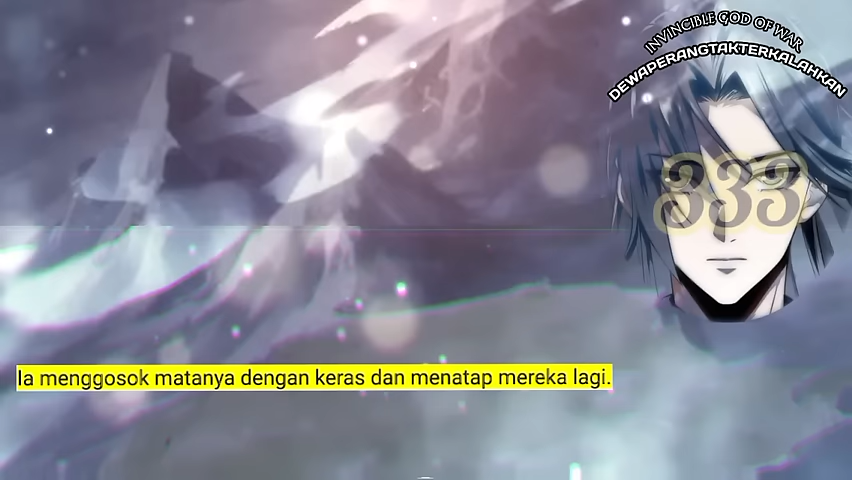 INVINCIBLE GOD OF WAR
DEWAPERANGTAKTERKALAHKAN
333
Ia menggosok matanya dengan keras dan menatap mereka lagi.